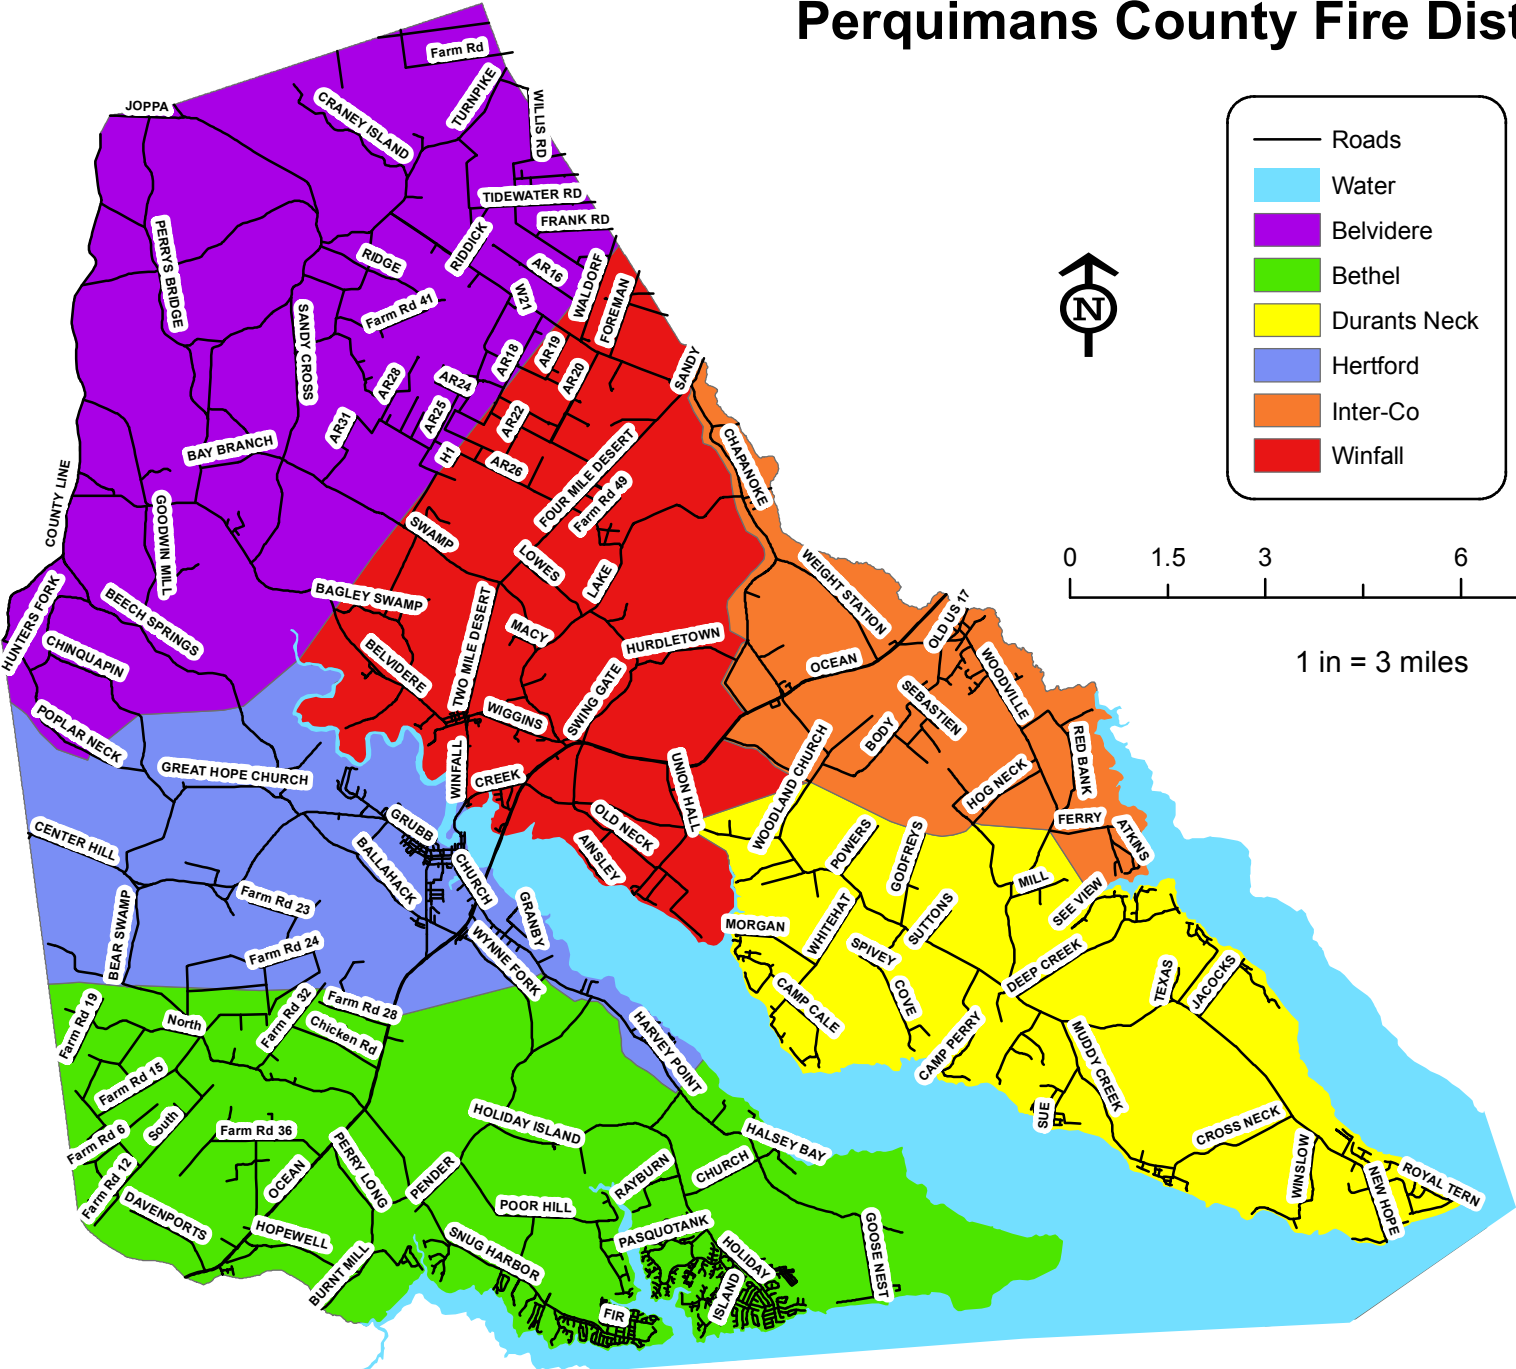 Perquimans County Fire Dist
Roads
Water
Belvidere
Bethel
Durants Neck
Hertford
Inter-Co
Winfall
N
0 1.5 3 6
1 in = 3 miles
Farm Rd
JOPPA
CRANEY ISLAND
TURNPIKE
WILLIS RD
TIDEWATER RD
FRANK RD
PERRYS BRIDGE
RIDGE
RIDDICK
AR16
WALDORF
W21
FOREMAN
Farm Rd 41
SANDY CROSS
AR18
AR19
AR20
SANDY
AR28
AR24
AR25
AR22
AR31
BAY BRANCH
H1
AR26
FOUR MILE DESERT
Farm Rd 49
CHAPANOKE
COUNTY LINE
GOODWIN MILL
SWAMP
LOWES
LAKE
WEIGHT STATION
OLD US 17
HUNTERS FORK
BEECH SPRINGS
BAGLEY SWAMP
CHINQUAPIN
BELVIDERE
TWO MILE DESERT
MACY
HURDLETOWN
OCEAN
WOODVILLE
POPLAR NECK
WIGGINS
SWING GATE
SEBASTIEN
BODY
RED BANK
GREAT HOPE CHURCH
WINFALL
CREEK
UNION HALL
WOODLAND CHURCH
HOG NECK
CENTER HILL
GRUBB
OLD NECK
FERRY
ATKINS
BALLAHACK
CHURCH
AINSLEY
POWERS
GODFREYS
MILL
SEE VIEW
Farm Rd 23
BEAR SWAMP
GRANBY
MORGAN
WHITEHAT
SUTTONS
Farm Rd 24
WYNNE FORK
SPIVEY
DEEP CREEK
TEXAS
JACOCKS
Farm Rd 19
North
Farm Rd 32
Farm Rd 28
Chicken Rd
HARVEY POINT
CAMP CALE
COVE
CAMP PERRY
MUDDY CREEK
Farm Rd 15
Farm Rd 6
South
Farm Rd 36
HOLIDAY ISLAND
HALSEY BAY
SUE
CROSS NECK
Farm Rd 12
OCEAN
PERRY LONG
PENDER
RAYBURN
CHURCH
WINSLOW
NEW HOPE
ROYAL TERN
DAVENPORTS
HOPEWELL
POOR HILL
PASQUOTANK
GOOSE NEST
BURNT MILL
SNUG HARBOR
HOLIDAY
ISLAND
FIR